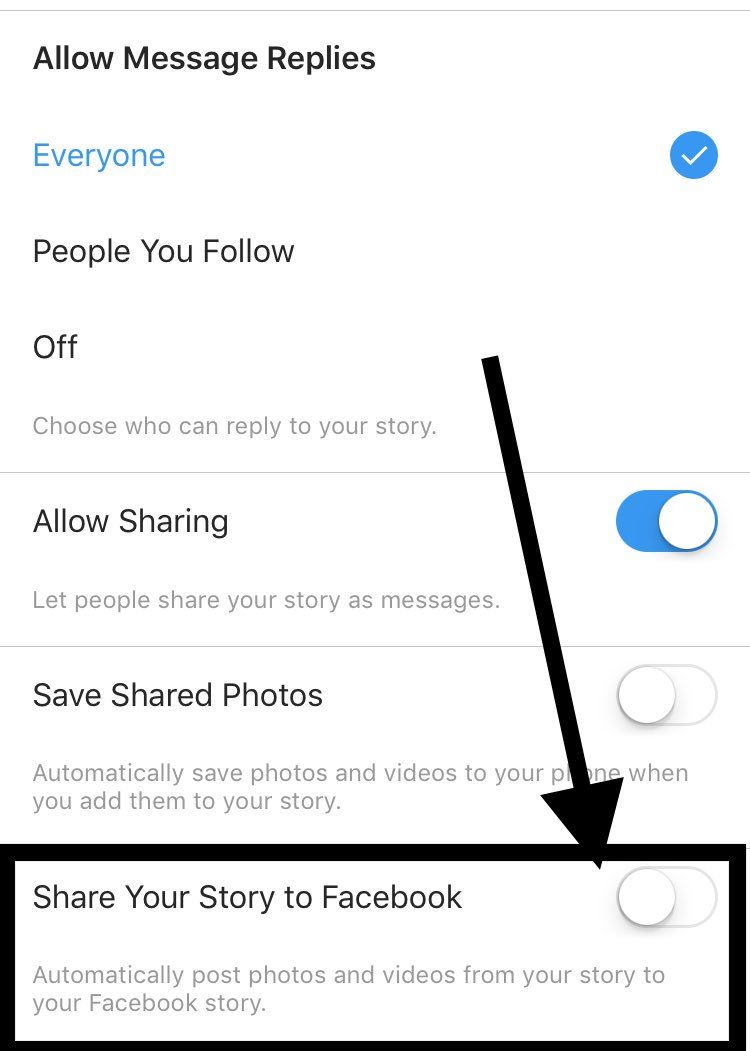 Allow Message Replies
Everyone
People You Follow
Off
Choose who can reply to your story.
Allow Sharing
Let people share your story as messages.
Save Shared Photos
Automatically save photos and videos to your phone when
you add them to your story.
Share Your Story to Facebook
Automatically post photos and videos from your story to
your Facebook story.